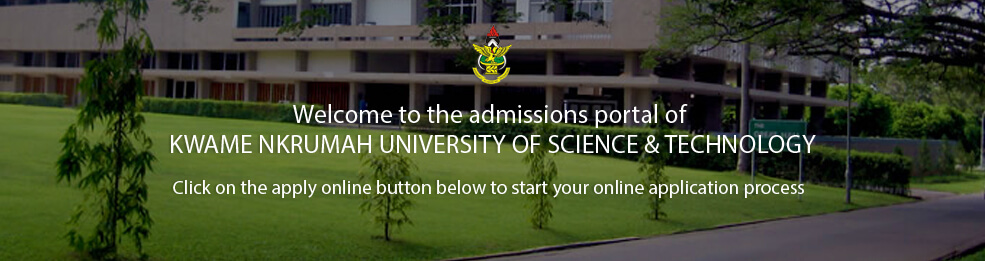 Welcome to the admissions portal of
KWAME NKRUMAH UNIVERSITY OF SCIENCE & TECHNOLOGY
Click on the apply online button below to start your online application process